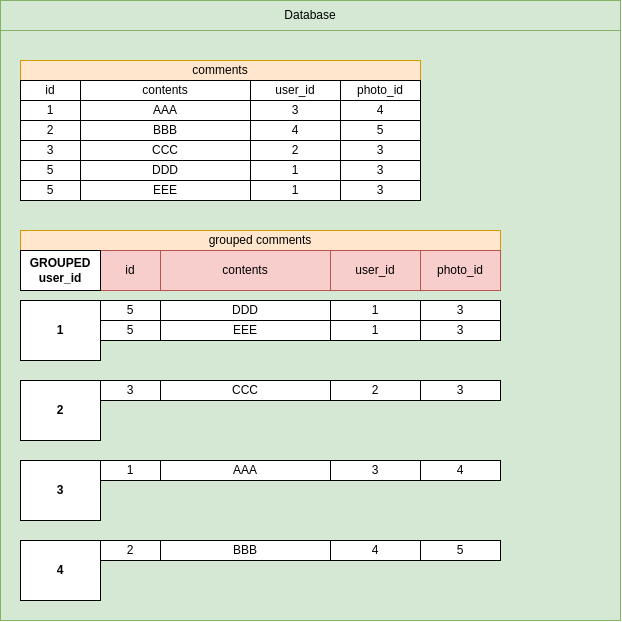 Database
comments
id contents user_id photo_id
1 AAA 3 4
2 BBB 4 5
3 CCC 2 3
5 DDD 1 3
5 EEE 1 3
grouped comments
GROUPED
user_id id contents user_id photo_id
1 5 DDD 1 3
5 EEE 1 3
2 3 CCC 2 3
3 1 AAA 3 4
4 2 BBB 4 5